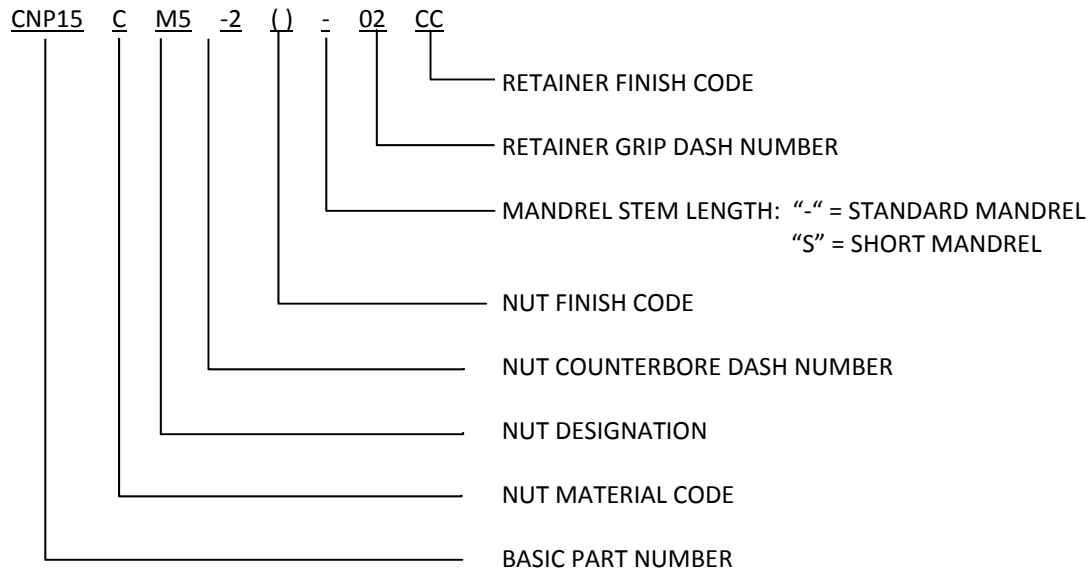 CNP15 C M5 -2 ( ) - 02 CC
RETAINER FINISH CODE
RETAINER GRIP DASH NUMBER
MANDREL STEM LENGTH: “-“ = STANDARD MANDREL
“S” = SHORT MANDREL
NUT FINISH CODE
NUT COUNTERBORE DASH NUMBER
NUT DESIGNATION
NUT MATERIAL CODE
BASIC PART NUMBER